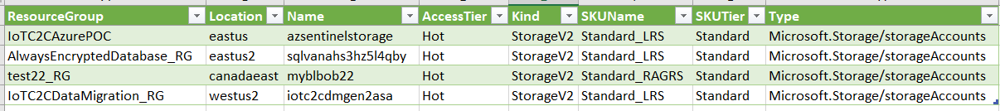 ResourceGroup Location Name AccessTier Kind SKUName SKUTier Type
IoTC2CAzurePOC eastus azsentinelstorage Hot StorageV2 Standard_LRS Standard Microsoft.Storage/storageAccounts
AlwaysEncryptedDatabase_RG eastus2 sqlvanahs3hz5l4qby Hot StorageV2 Standard_LRS Standard Microsoft.Storage/storageAccounts
test22_RG canadaeast myblbob22 Hot StorageV2 Standard_RAGRS Standard Microsoft.Storage/storageAccounts
IoTC2CDataMigration_RG westus2 iotc2cdmgen2asa Hot StorageV2 Standard_LRS Standard Microsoft.Storage/storageAccounts